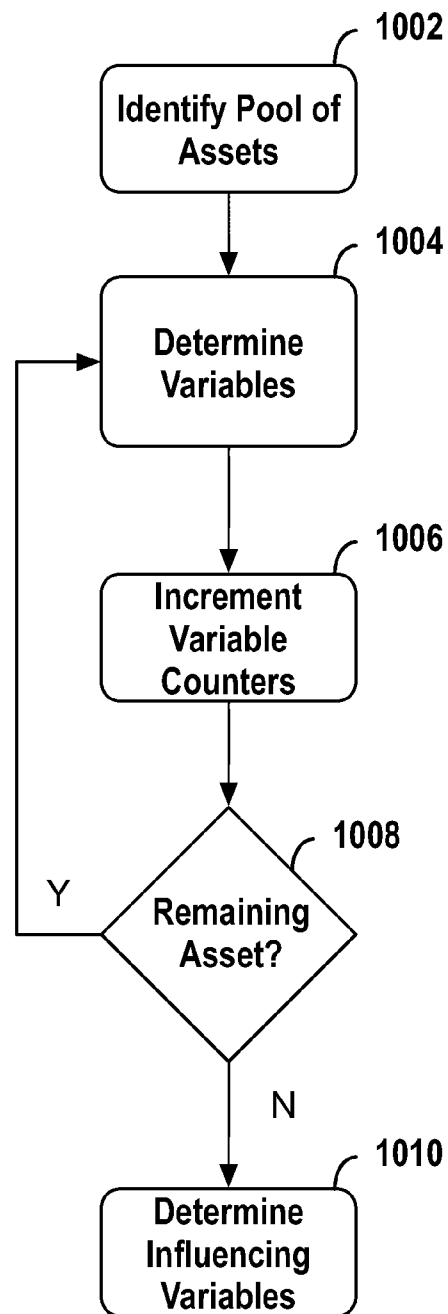 1002
Identify Pool of
Assets
1004
Determine
Variables
1006
Increment
Variable
Counters
1008
Remaining
Asset?
Y
N
1010
Determine
Influencing
Variables